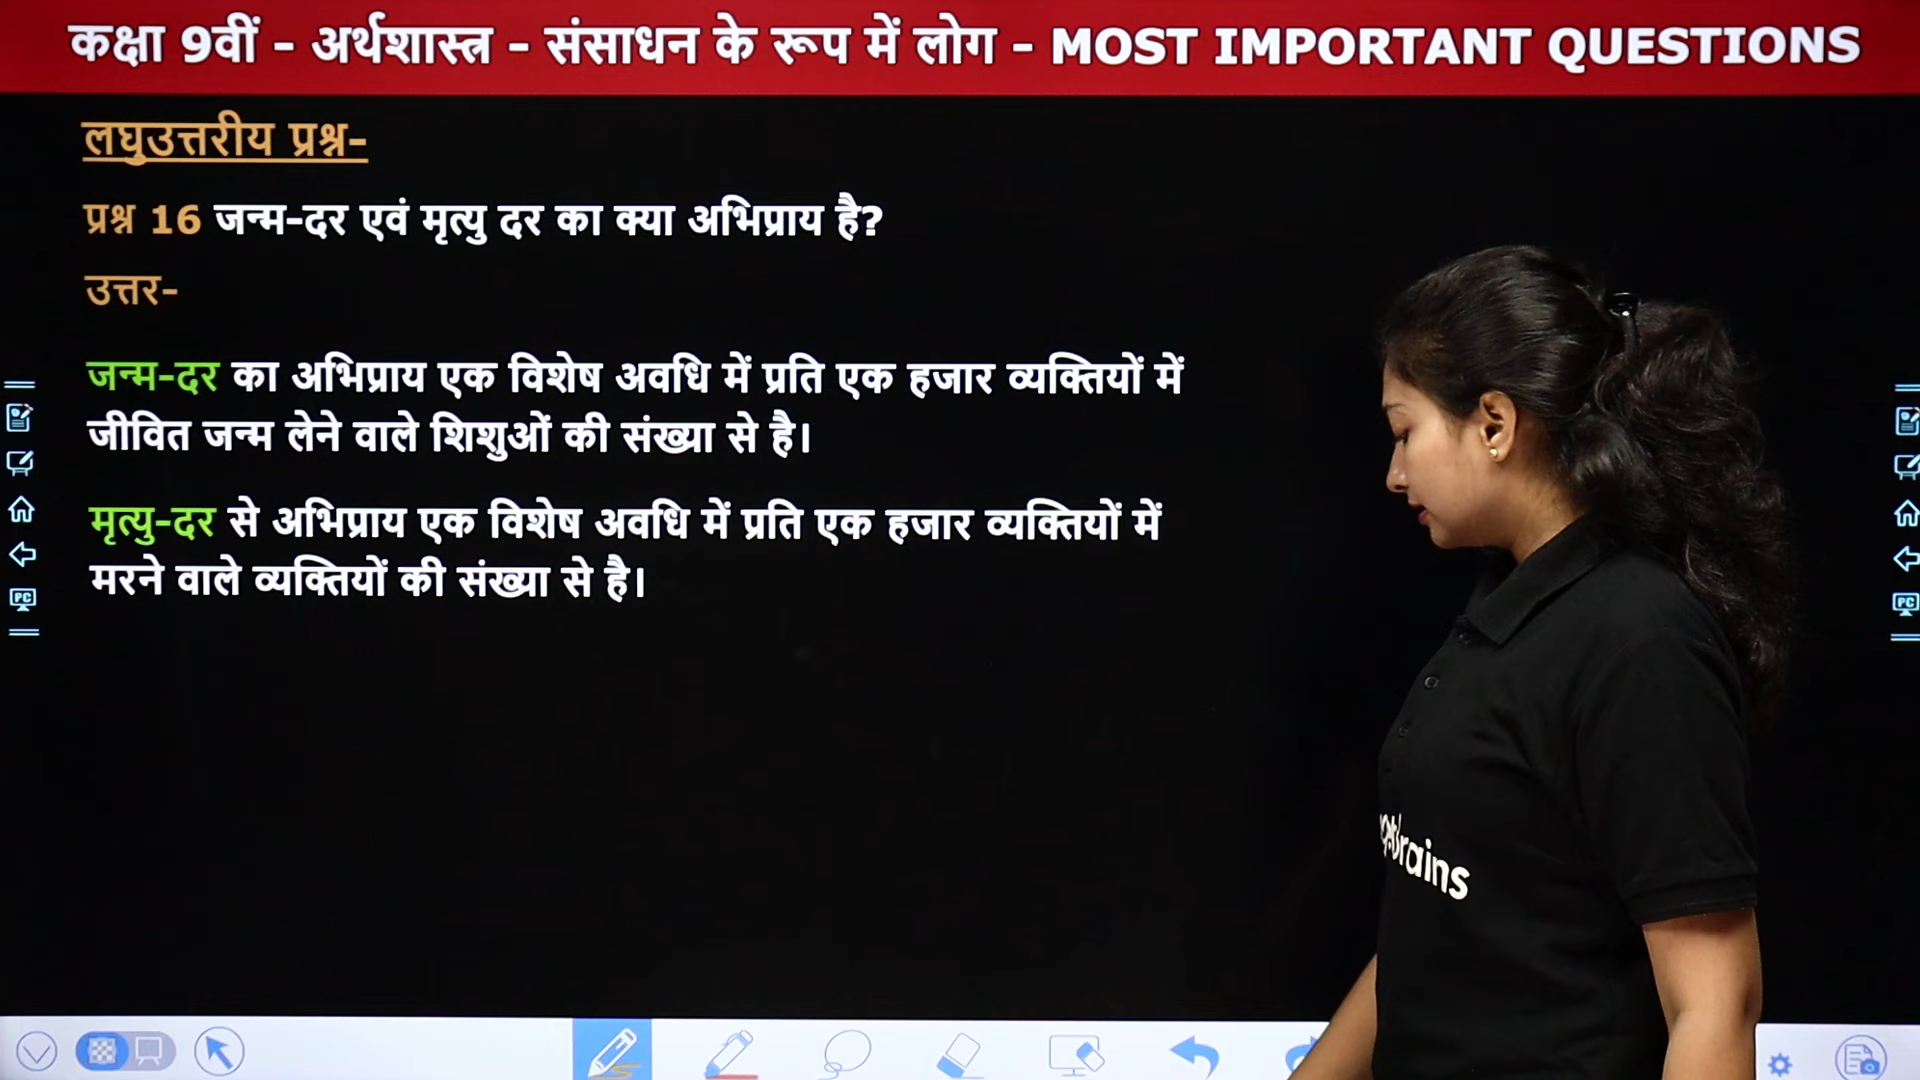 कक्षा 9वीं - अर्थशास्त्र - संसाधन के रूप में लोग - MOST IMPORTANT QUESTIONS
लघुउत्तरीय प्रश्न-
प्रश्न 16 जन्म-दर एवं मृत्यु दर का क्या अभिप्राय है?
उत्तर-
जन्म-दर का अभिप्राय एक विशेष अवधि में प्रति एक हजार व्यक्तियों में
जीवित जन्म लेने वाले शिशुओं की संख्या से है।
मृत्यु-दर से अभिप्राय एक विशेष अवधि में प्रति एक हजार व्यक्तियों में
मरने वाले व्यक्तियों की संख्या से है।
PC
PC